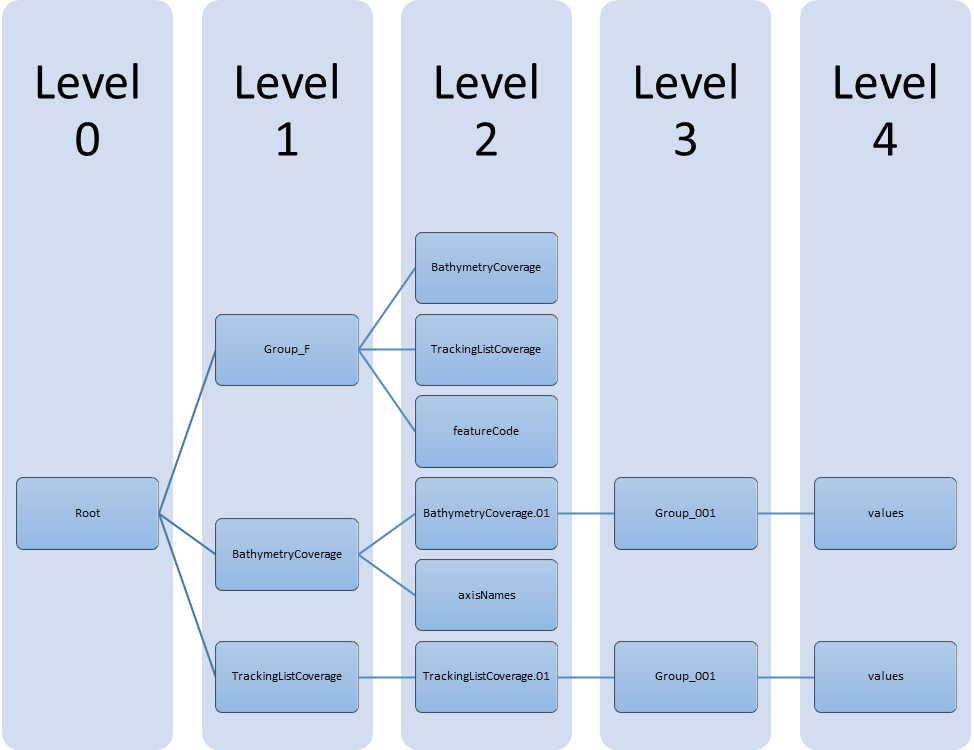 Level
0
Level
1
Level
2
Level
3
Level
4
BathymetryCoverage
Group_F
TrackingListCoverage
featureCode
Root
BathymetryCoverage.01
Group_001
values
BathymetryCoverage
axisNames
TrackingListCoverage
TrackingListCoverage.01
Group_001
values